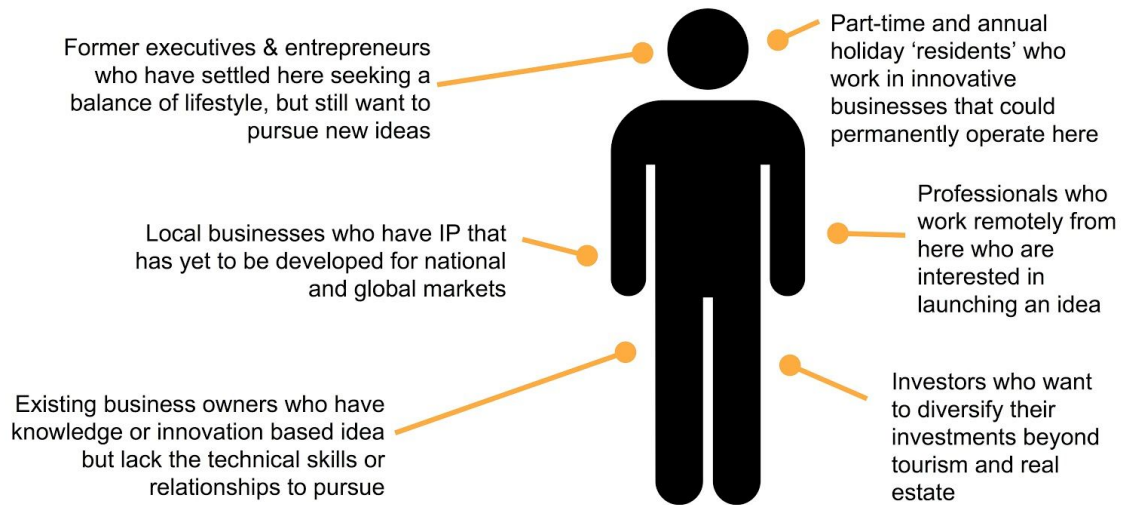 Former executives & entrepreneurs
who have settled here seeking a
balance of lifestyle, but still want to
pursue new ideas
Part-time and annual
holiday ‘residents’ who
work in innovative
businesses that could
permanently operate here
Local businesses who have IP that
has yet to be developed for national
and global markets
Professionals who
work remotely from
here who are
interested in
launching an idea
Existing business owners who have
knowledge or innovation based idea
but lack the technical skills or
relationships to pursue
Investors who want
to diversify their
investments beyond
tourism and real
estate